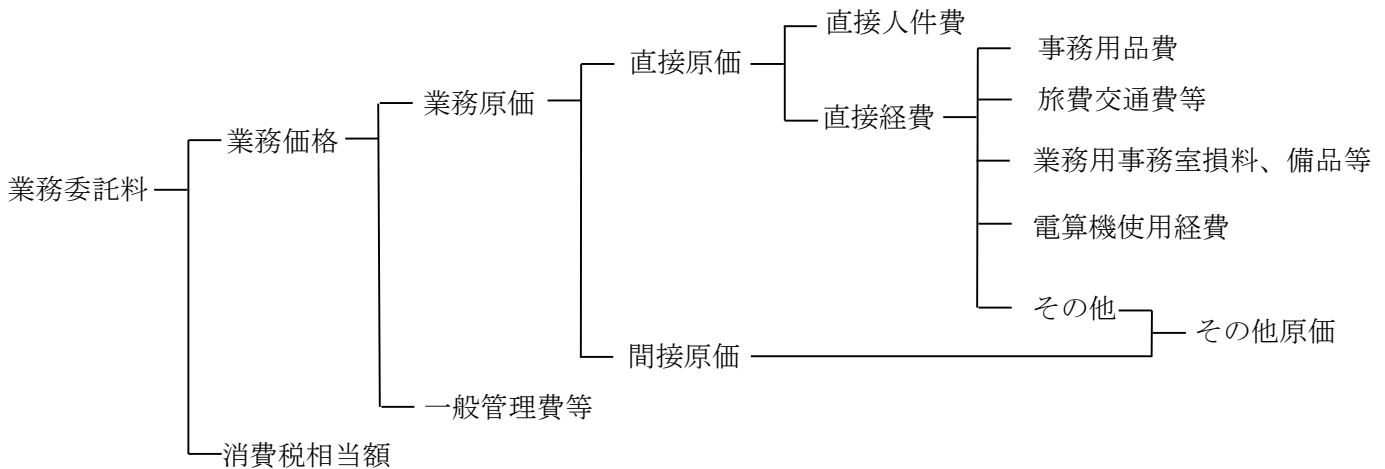 直接人件費
事務用品費
直接原価
旅費交通費等
業務原価
直接経費
業務価格
業務用事務室損料、備品等
業務委託料
電算機使用経費
その他
その他原価
間接原価
一般管理費等
消費税相当額